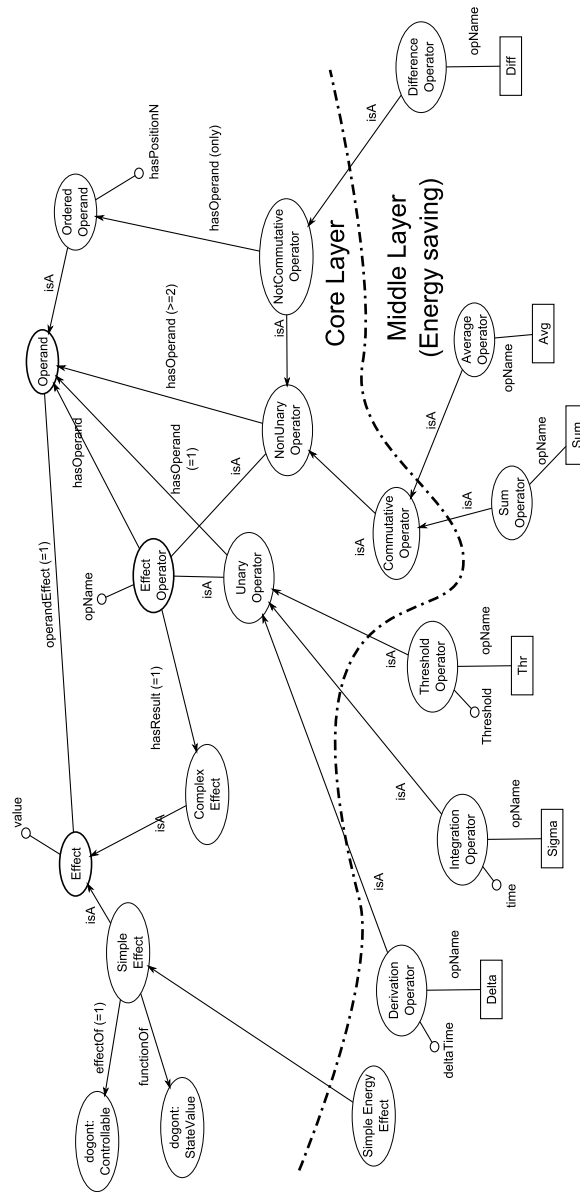 dogont:
Controllable
effectOf (=1)
dogont:
StateValue
functionOf
Simple
Effect
isA
Effect
value
isA
Complex
Effect
operandEffect (=1)
hasResult (=1)
opName
Effect
Operator
hasOperand
isA
Unary
Operator
hasOperand
(=1)
isA
NonUnary
Operator
hasOperand (>=2)
Operand
isA
Ordered
Operand
hasPositionN
hasOperand (only)
NotCommutative
Operator
isA
Core Layer
Middle Layer
(Energy saving)
Simple Energy
Effect
isA
Derivation
Operator
deltaTime
opName
Delta
isA
Integration
Operator
time
opName
Sigma
isA
Threshold
Operator
Threshold
opName
Thr
isA
Commutative
Operator
isA
Sum
Operator
opName
Sum
isA
Average
Operator
opName
Avg
isA
Difference
Operator
opName
Diff